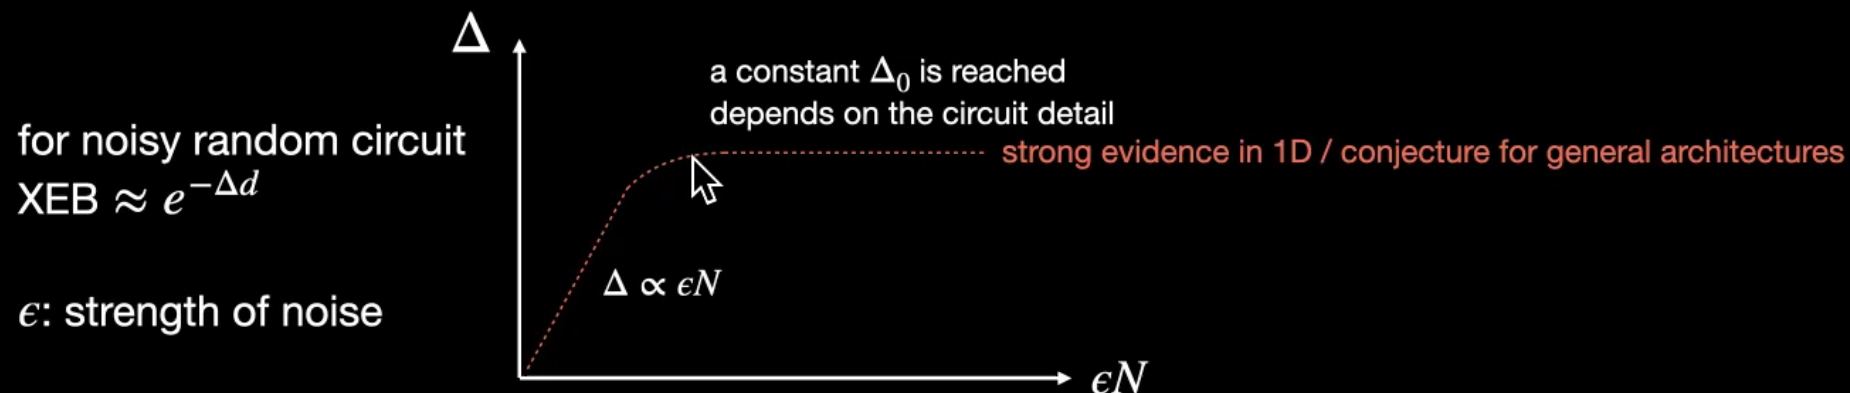 Δ
a constant Δ₀ is reached
depends on the circuit detail
for noisy random circuit
strong evidence in 1D / conjecture for general architectures
XEB ≈ e^{−Δd}
Δ ∝ ϵN
ϵ: strength of noise
ϵN